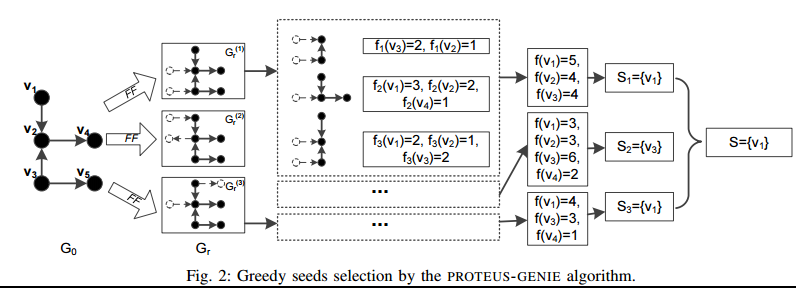 v₁
v₂
v₄
v₃
v₅
G₀
FF
FF
FF
Gᵣ⁽¹⁾
Gᵣ⁽²⁾
Gᵣ⁽³⁾
Gᵣ
f₁(v₃)=2, f₁(v₂)=1
f₂(v₁)=3, f₂(v₂)=2,
f₂(v₄)=1
f₃(v₁)=2, f₃(v₂)=1,
f₃(v₃)=2
...
...
f(v₁)=5,
f(v₂)=4,
f(v₃)=4
f(v₁)=3,
f(v₂)=3,
f(v₃)=6,
f(v₄)=2
f(v₁)=4,
f(v₃)=3,
f(v₄)=1
S₁={v₁}
S₂={v₃}
S₃={v₁}
S={v₁}
Fig. 2: Greedy seeds selection by the PROTEUS-GENIE algorithm.